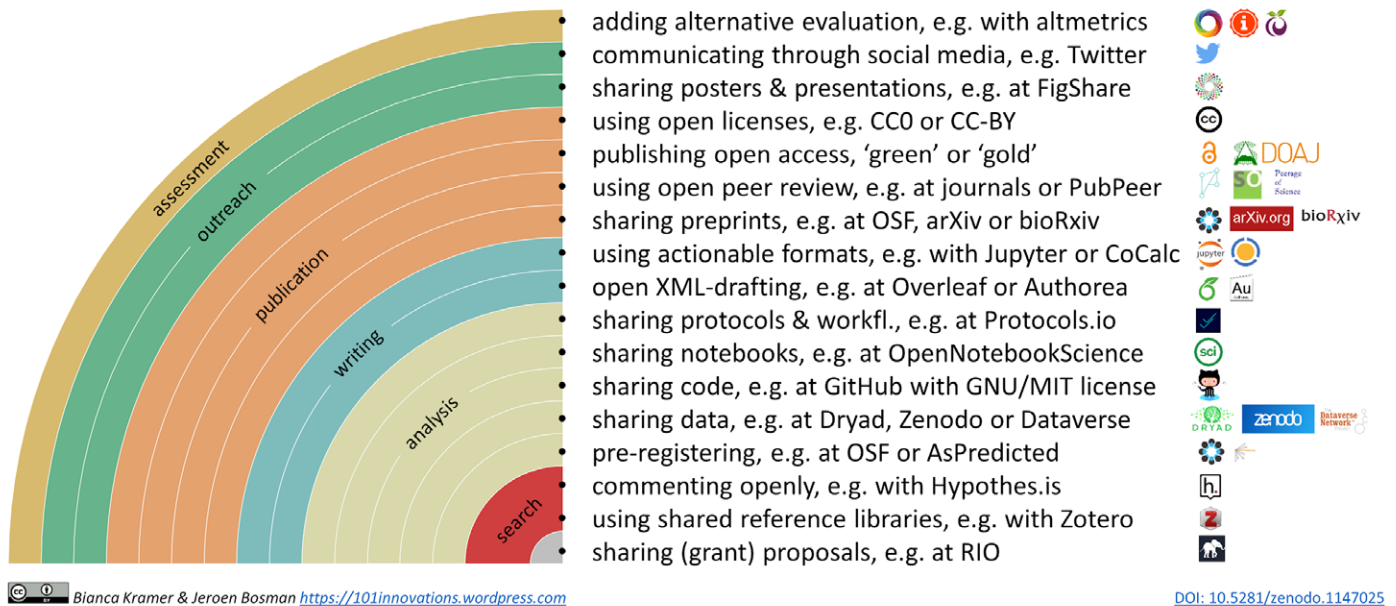 adding alternative evaluation, e.g. with altmetrics
communicating through social media, e.g. Twitter
sharing posters & presentations, e.g. at FigShare
using open licenses, e.g. CC0 or CC-BY
cc
publishing open access, ‘green’ or ‘gold’
DOAJ
using open peer review, e.g. at journals or PubPeer
SO
Peerage
of
Science
sharing preprints, e.g. at OSF, arXiv or bioRxiv
arXiv.org
bioRχiv
using actionable formats, e.g. with Jupyter or CoCalc
jupyter
open XML-drafting, e.g. at Overleaf or Authorea
Au
sharing protocols & workfl., e.g. at Protocols.io
sharing notebooks, e.g. at OpenNotebookScience
sci
sharing code, e.g. at GitHub with GNU/MIT license
sharing data, e.g. at Dryad, Zenodo or Dataverse
DRYAD
zenodo
Dataverse
Network
pre-registering, e.g. at OSF or AsPredicted
commenting openly, e.g. with Hypothes.is
h.
using shared reference libraries, e.g. with Zotero
Z
sharing (grant) proposals, e.g. at RIO
assessment
outreach
publication
writing
analysis
search
cc BY
Bianca Kramer & Jeroen Bosman https://101innovations.wordpress.com
DOI: 10.5281/zenodo.1147025